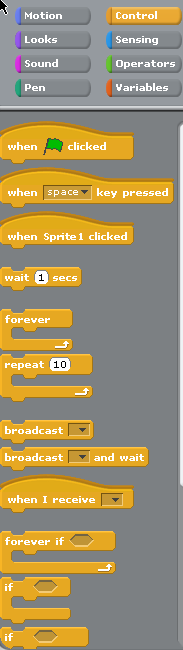 Motion Control
Looks Sensing
Sound Operators
Pen Variables
when clicked
when space key pressed
when Sprite1 clicked
wait 1 secs
forever
repeat 10
broadcast
broadcast and wait
when I receive
forever if
if
if